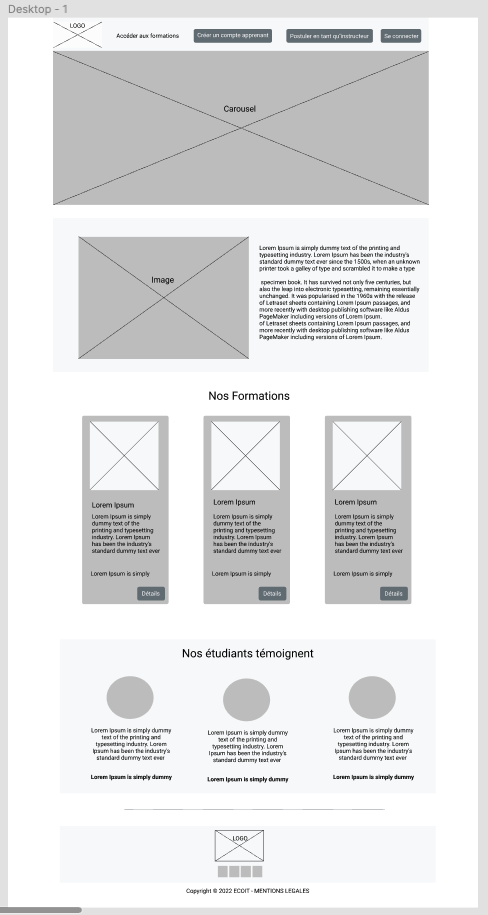 Desktop - 1
LOGO
Accéder aux formations
Créer un compte apprenant
Postuler en tant qu'instructeur
Se connecter
Carousel
Image
Lorem Ipsum is simply dummy text of the printing and
typesetting industry. Lorem Ipsum has been the industry's
standard dummy text ever since the 1500s, when an unknown
printer took a galley of type and scrambled it to make a type
specimen book. It has survived not only five centuries, but
also the leap into electronic typesetting, remaining essentially
unchanged. It was popularised in the 1960s with the release
of Letraset sheets containing Lorem Ipsum passages, and
more recently with desktop publishing software like Aldus
PageMaker including versions of Lorem Ipsum.
of Letraset sheets containing Lorem Ipsum passages, and
more recently with desktop publishing software like Aldus
PageMaker including versions of Lorem Ipsum.
Nos Formations
Lorem Ipsum
Lorem Ipsum is simply
dummy text of the
printing and typesetting
industry. Lorem Ipsum
has been the industry's
standard dummy text ever
Lorem Ipsum is simply
Détails
Lorem Ipsum
Lorem Ipsum is simply
dummy text of the
printing and typesetting
industry. Lorem Ipsum
has been the industry's
standard dummy text ever
Lorem Ipsum is simply
Détails
Lorem Ipsum
Lorem Ipsum is simply
dummy text of the
printing and typesetting
industry. Lorem Ipsum
has been the industry's
standard dummy text ever
Lorem Ipsum is simply
Détails
Nos étudiants témoignent
Lorem Ipsum is simply dummy
text of the printing and
typesetting industry. Lorem
Ipsum has been the industry's
standard dummy text ever
Lorem Ipsum is simply dummy
Lorem Ipsum is simply dummy
text of the printing and
typesetting industry. Lorem
Ipsum has been the industry's
standard dummy text ever
Lorem Ipsum is simply dummy
Lorem Ipsum is simply dummy
text of the printing and
typesetting industry. Lorem
Ipsum has been the industry's
standard dummy text ever
Lorem Ipsum is simply dummy
LOGO
Copyright © 2022 ECOIT - MENTIONS LEGALES